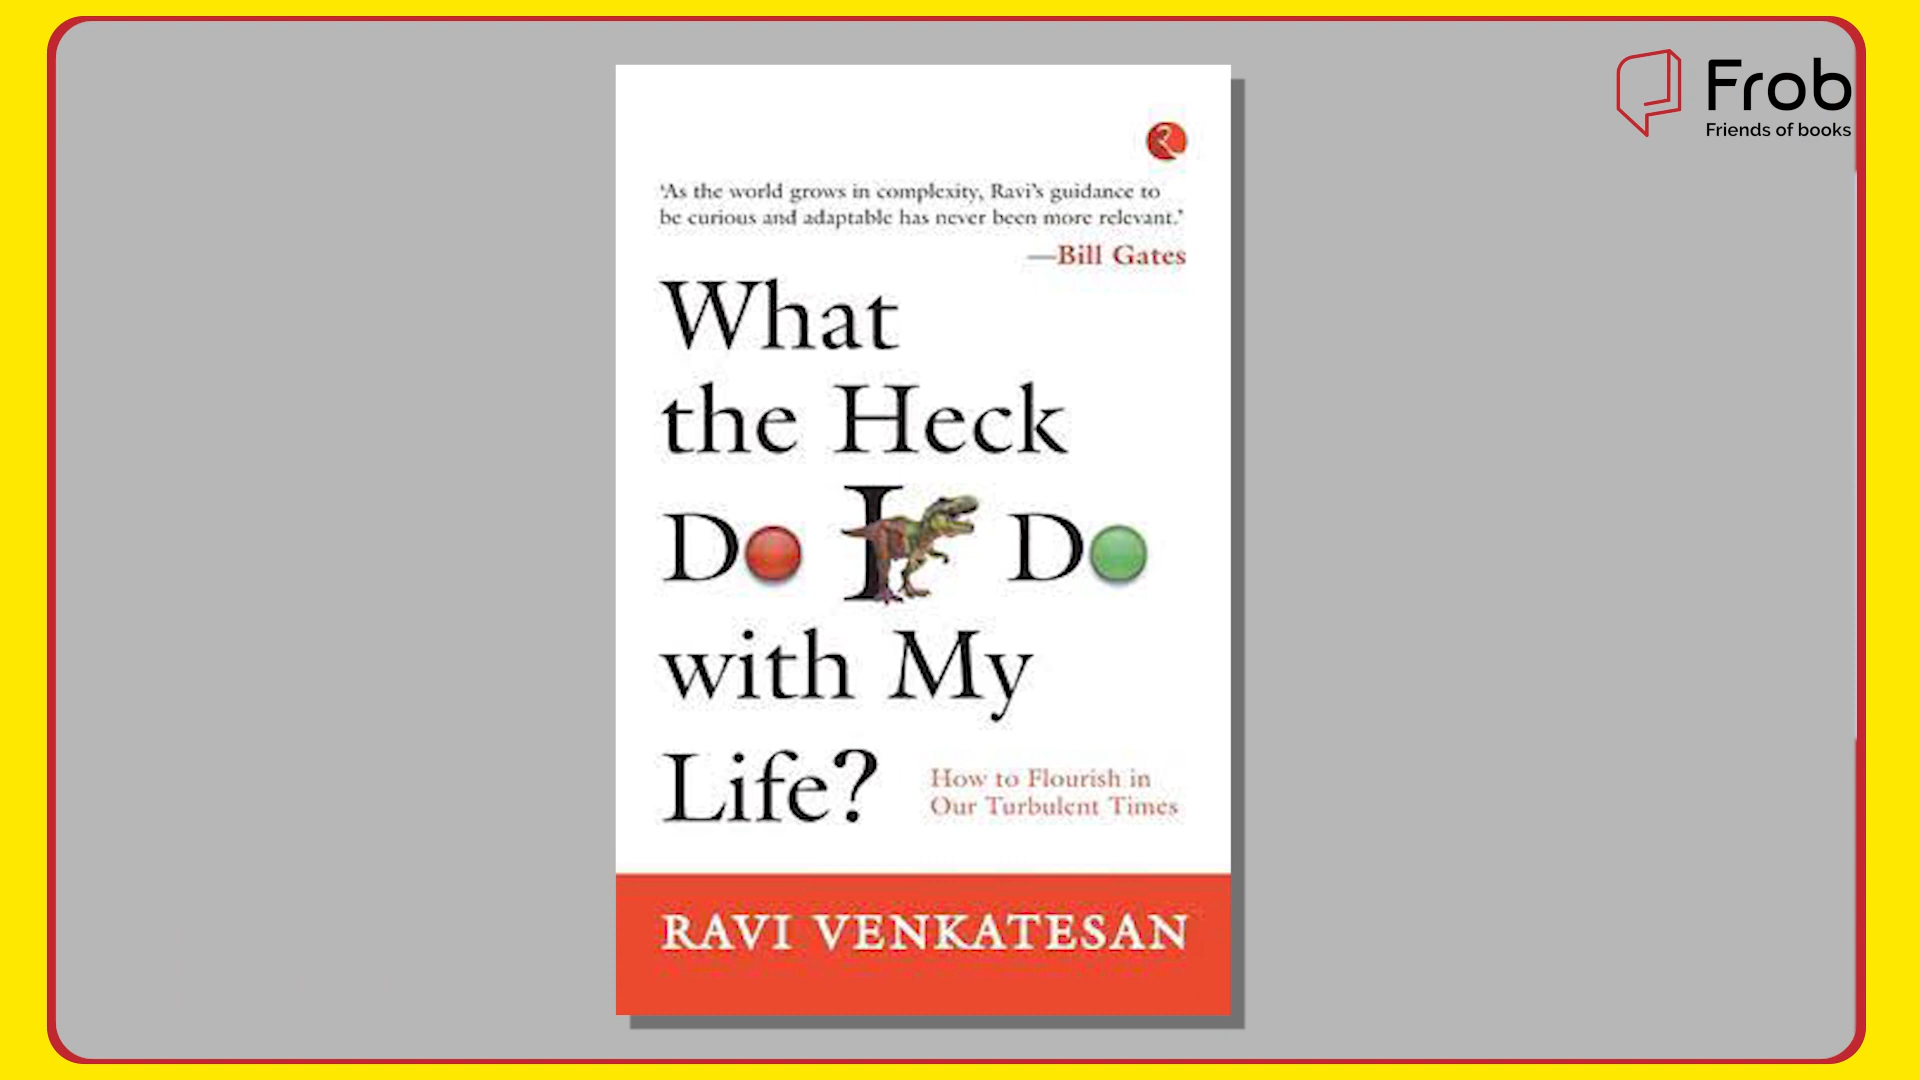 Frob
Friends of books
‘As the world grows in complexity, Ravi’s guidance to
be curious and adaptable has never been more relevant.’
—Bill Gates
What
the Heck
Do I Do
with My
Life?
How to Flourish in
Our Turbulent Times
RAVI VENKATESAN